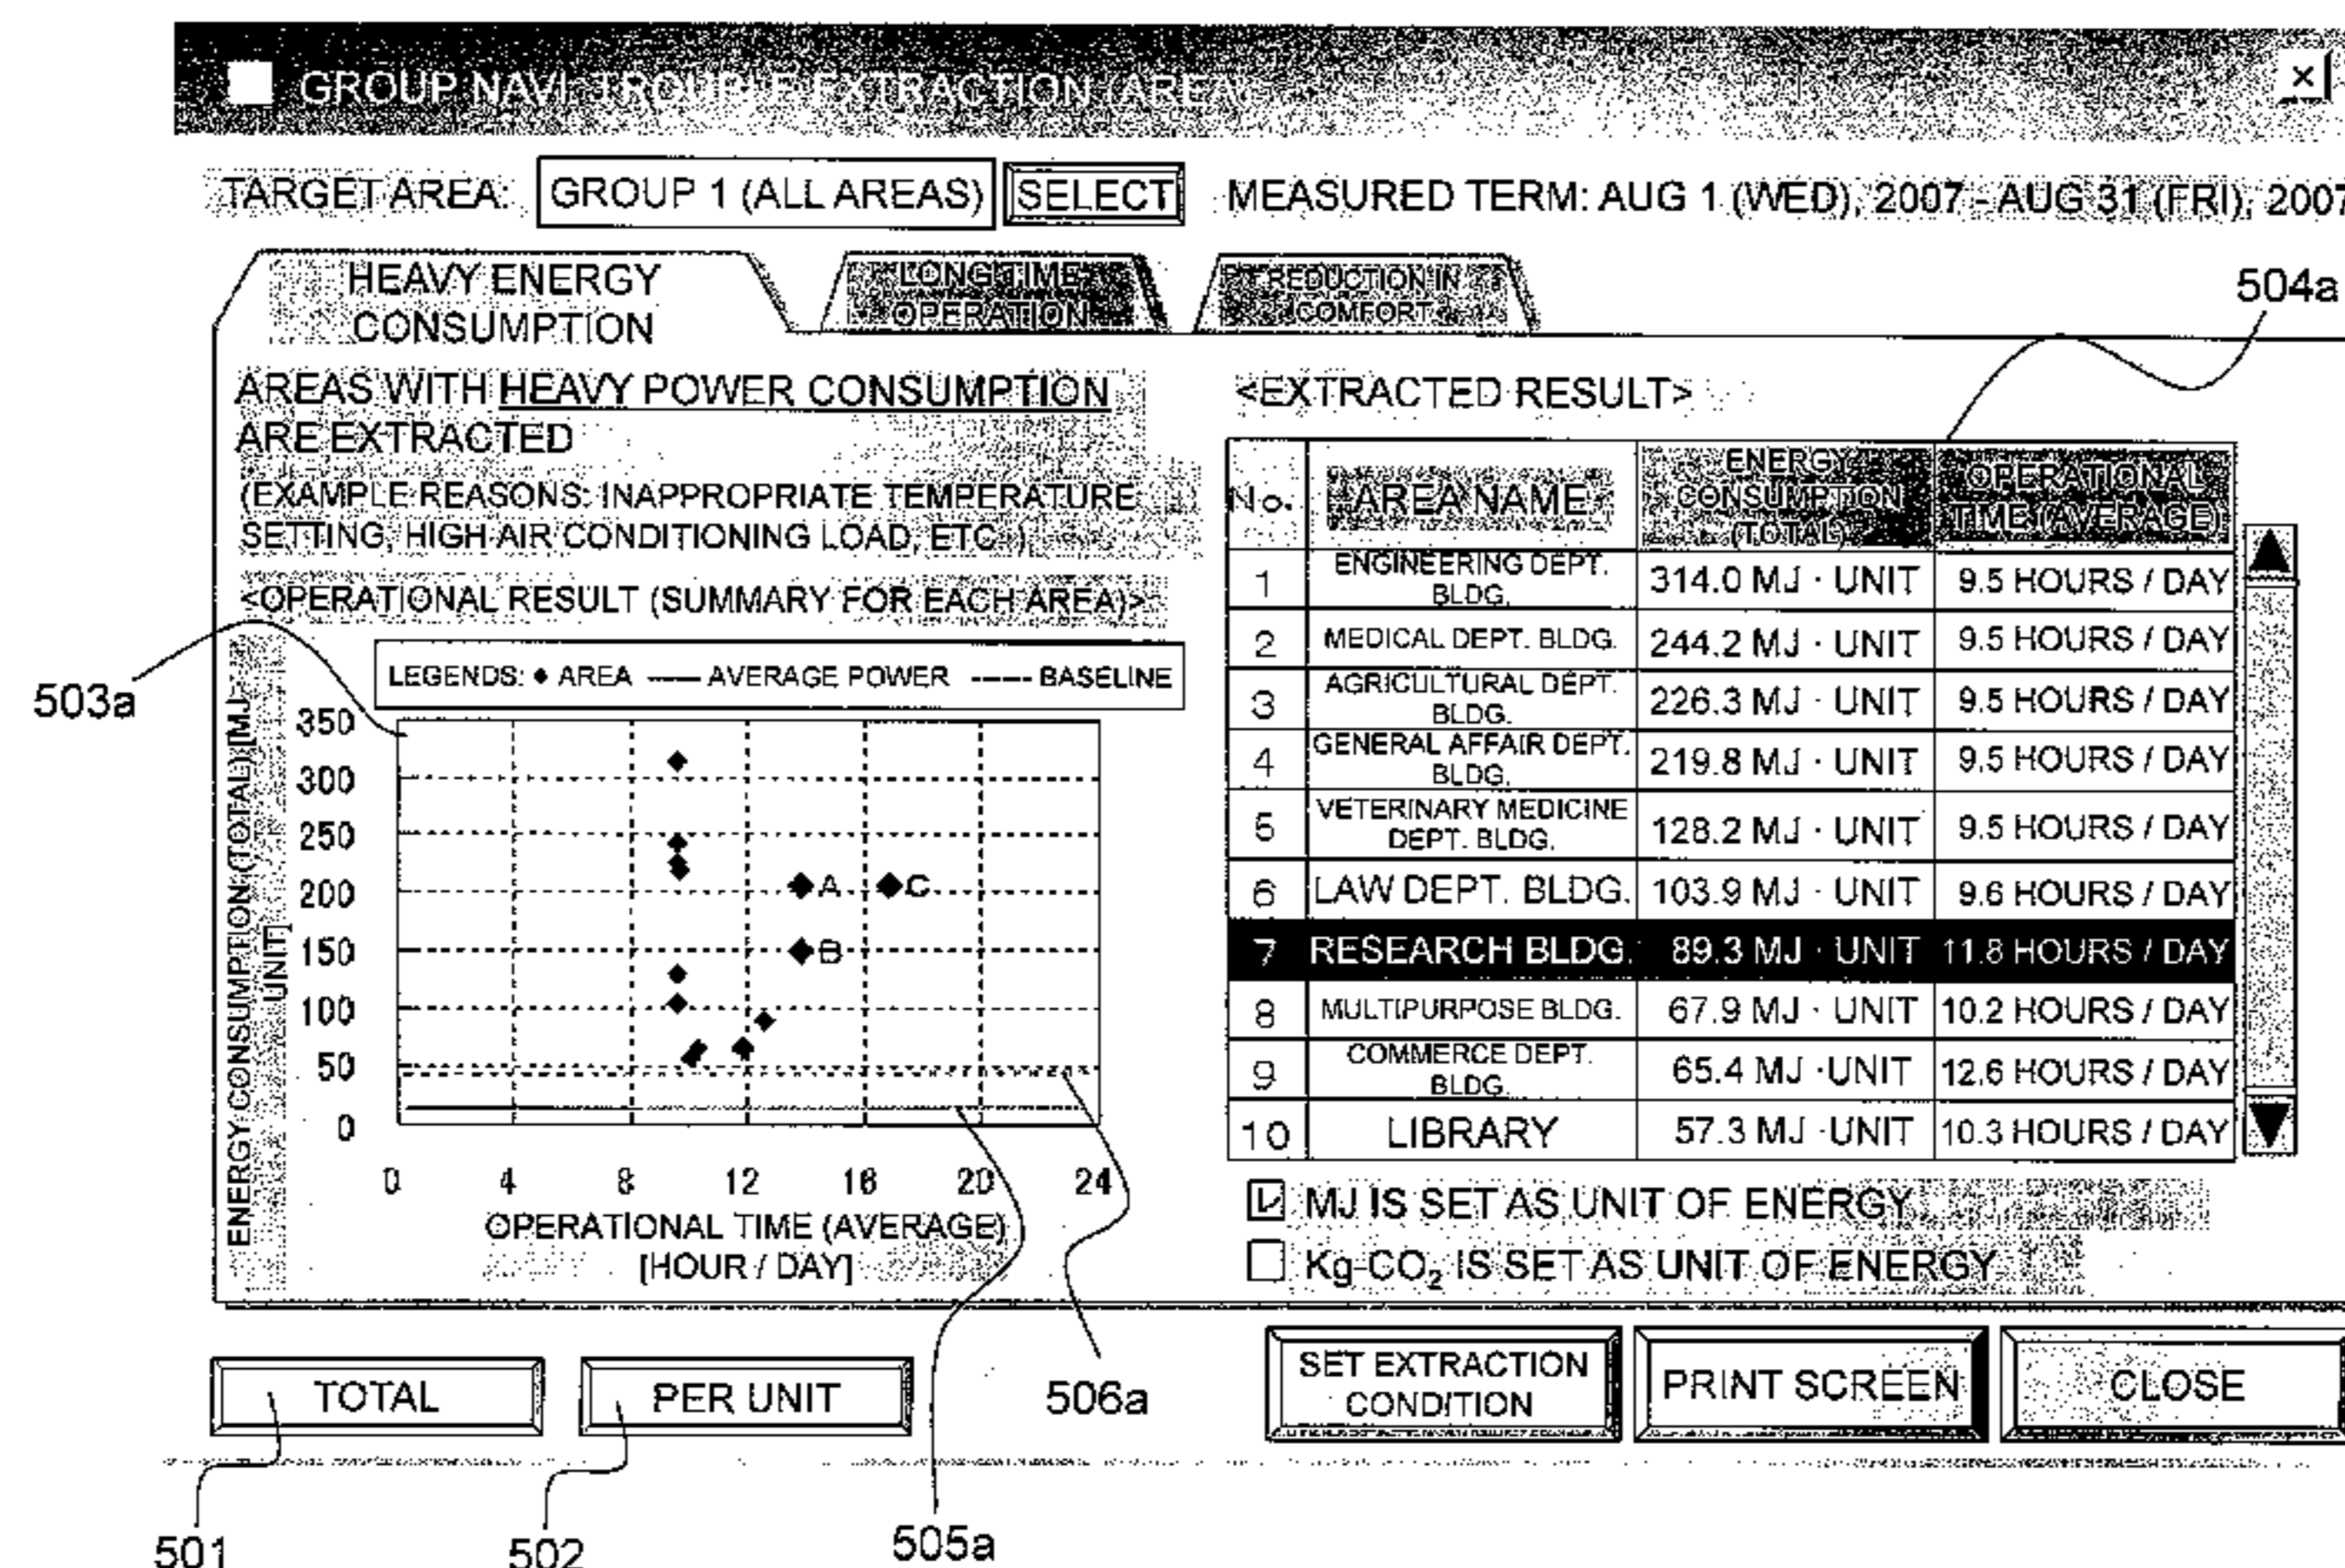 GROUP NAVI: TROUBLE EXTRACTION (AREA)
×
TARGET AREA: GROUP 1 (ALL AREAS) SELECT MEASURED TERM: AUG 1 (WED), 2007 - AUG 31 (FRI), 2007
HEAVY ENERGY
CONSUMPTION
LONG TIME
OPERATION
REDUCTION IN
COMFORT
504a
AREAS WITH HEAVY POWER CONSUMPTION
ARE EXTRACTED
(EXAMPLE REASONS: INAPPROPRIATE TEMPERATURE
SETTING, HIGH AIR CONDITIONING LOAD, ETC.)
<OPERATIONAL RESULT (SUMMARY FOR EACH AREA)>
503a
LEGENDS: ◆ AREA —— AVERAGE POWER ----- BASELINE
ENERGY CONSUMPTION (TOTAL) [MJ·
UNIT]
350
300
250
200
150
100
50
0
A
C
B
0 4 8 12 16 20 24
OPERATIONAL TIME (AVERAGE)
[HOUR / DAY]
<EXTRACTED RESULT>
No. AREA NAME ENERGY CONSUMPTION (TOTAL) OPERATIONAL TIME (AVERAGE)
1 ENGINEERING DEPT. BLDG. 314.0 MJ · UNIT 9.5 HOURS / DAY
2 MEDICAL DEPT. BLDG. 244.2 MJ · UNIT 9.5 HOURS / DAY
3 AGRICULTURAL DEPT. BLDG. 226.3 MJ · UNIT 9.5 HOURS / DAY
4 GENERAL AFFAIR DEPT. BLDG. 219.8 MJ · UNIT 9.5 HOURS / DAY
5 VETERINARY MEDICINE DEPT. BLDG. 128.2 MJ · UNIT 9.5 HOURS / DAY
6 LAW DEPT. BLDG. 103.9 MJ · UNIT 9.6 HOURS / DAY
7 RESEARCH BLDG. 89.3 MJ · UNIT 11.8 HOURS / DAY
8 MULTIPURPOSE BLDG. 67.9 MJ · UNIT 10.2 HOURS / DAY
9 COMMERCE DEPT. BLDG. 65.4 MJ · UNIT 12.6 HOURS / DAY
10 LIBRARY 57.3 MJ · UNIT 10.3 HOURS / DAY
MJ IS SET AS UNIT OF ENERGY
Kg-CO₂ IS SET AS UNIT OF ENERGY
TOTAL
PER UNIT
506a
SET EXTRACTION
CONDITION
PRINT SCREEN
CLOSE
501
502
505a